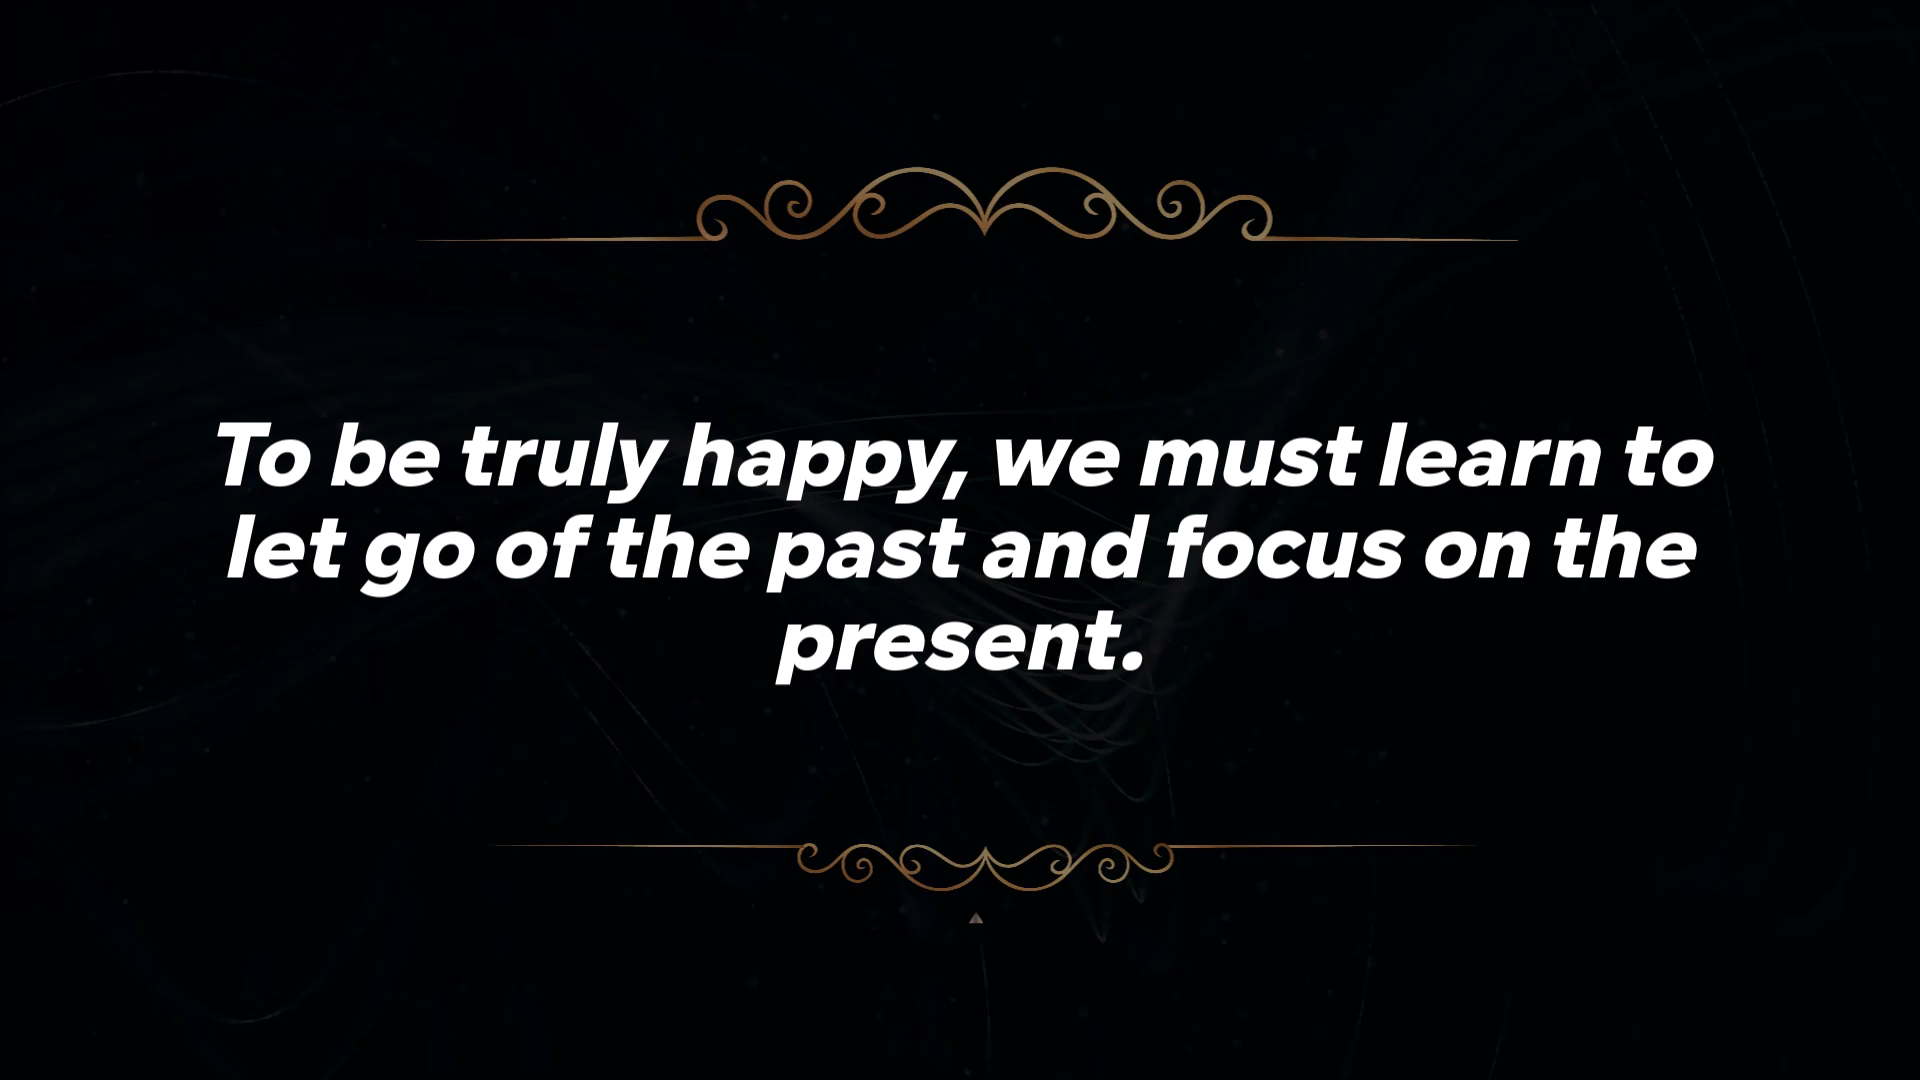 To be truly happy, we must learn to
let go of the past and focus on the
present.